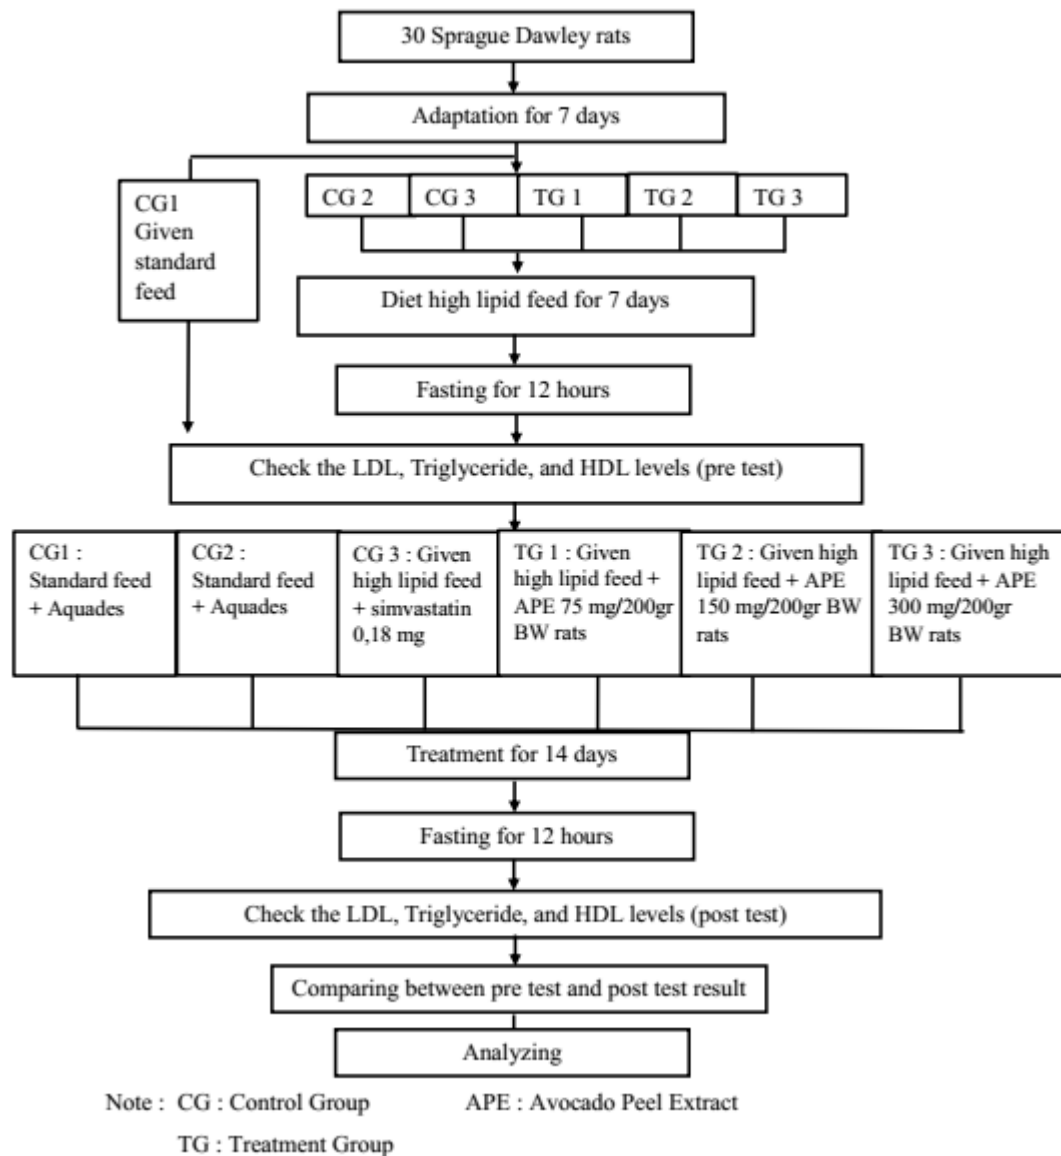 30 Sprague Dawley rats
Adaptation for 7 days
CG1
Given
standard
feed
CG 2
CG 3
TG 1
TG 2
TG 3
Diet high lipid feed for 7 days
Fasting for 12 hours
Check the LDL, Triglyceride, and HDL levels (pre test)
CG1 :
Standard feed
+ Aquades
CG2 :
Standard feed
+ Aquades
CG 3 : Given
high lipid feed
+ simvastatin
0,18 mg
TG 1 : Given
high lipid feed +
APE 75 mg/200gr
BW rats
TG 2 : Given high
lipid feed + APE
150 mg/200gr BW
rats
TG 3 : Given high
lipid feed + APE
300 mg/200gr
BW rats
Treatment for 14 days
Fasting for 12 hours
Check the LDL, Triglyceride, and HDL levels (post test)
Comparing between pre test and post test result
Analyzing
Note : CG : Control Group APE : Avocado Peel Extract
TG : Treatment Group